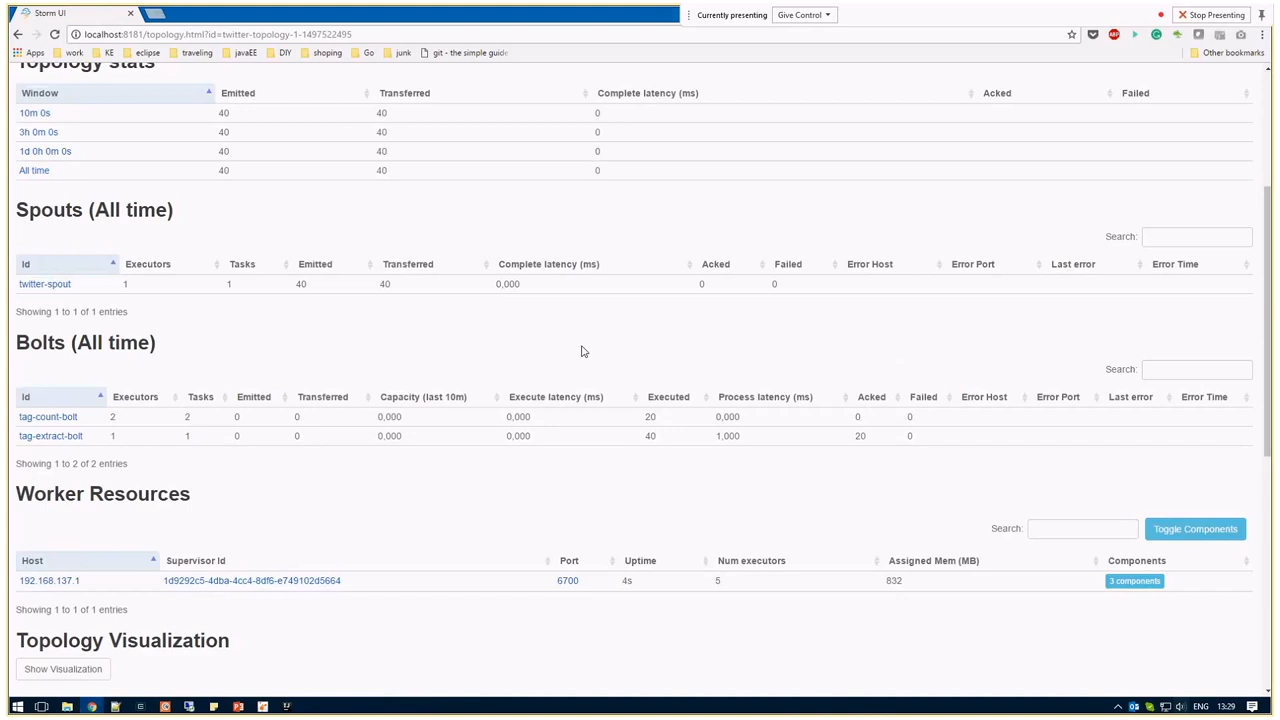 Storm UI
Currently presenting Give Control Stop Presenting
localhost:8181/topology.html?id=twitter-topology-1-1497522495
Apps work KE eclipse traveling javaEE DIY shoping Go junk git - the simple guide Other bookmarks
Topology stats
Window Emitted Transferred Complete latency (ms) Acked Failed
10m 0s 40 40 0
3h 0m 0s 40 40 0
1d 0h 0m 0s 40 40 0
All time 40 40 0
Spouts (All time)
Search:
Id Executors Tasks Emitted Transferred Complete latency (ms) Acked Failed Error Host Error Port Last error Error Time
twitter-spout 1 1 40 40 0,000 0 0
Showing 1 to 1 of 1 entries
Bolts (All time)
Search:
Id Executors Tasks Emitted Transferred Capacity (last 10m) Execute latency (ms) Executed Process latency (ms) Acked Failed Error Host Error Port Last error Error Time
tag-count-bolt 2 2 0 0 0,000 0,000 20 0,000 0 0
tag-extract-bolt 1 1 0 0 0,000 0,000 40 1,000 20 0
Showing 1 to 2 of 2 entries
Worker Resources
Search: Toggle Components
Host Supervisor Id Port Uptime Num executors Assigned Mem (MB) Components
192.168.137.1 1d9292c5-4dba-4cc4-8df6-e749102d5664 6700 4s 5 832 3 components
Showing 1 to 1 of 1 entries
Topology Visualization
Show Visualization
ENG 13:29